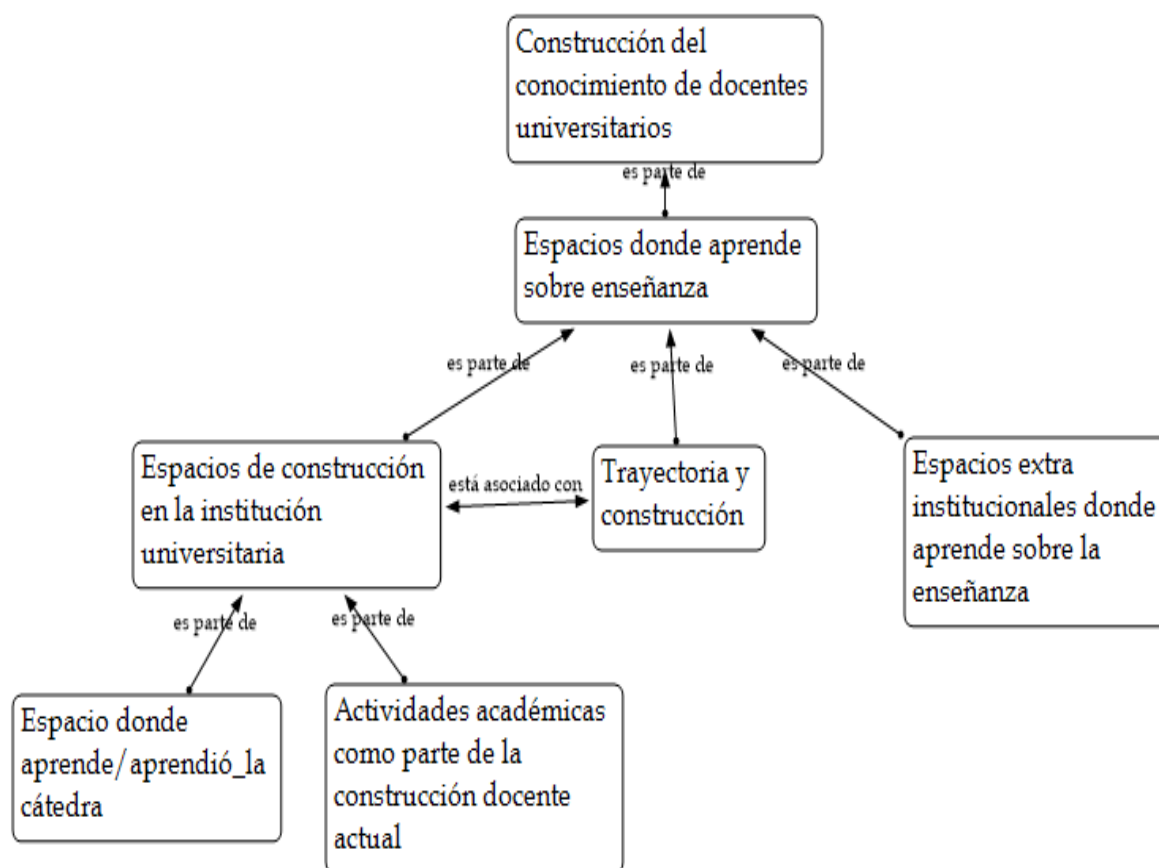 Construcción del
conocimiento de docentes
universitarios
es parte de
Espacios donde aprende
sobre enseñanza
es parte de
es parte de
es parte de
Espacios de construcción
en la institución
universitaria
está asociado con
Trayectoria y
construcción
Espacios extra
institucionales donde
aprende sobre la
enseñanza
es parte de
es parte de
Espacio donde
aprende/aprendió_la
cátedra
Actividades académicas
como parte de la
construcción docente
actual